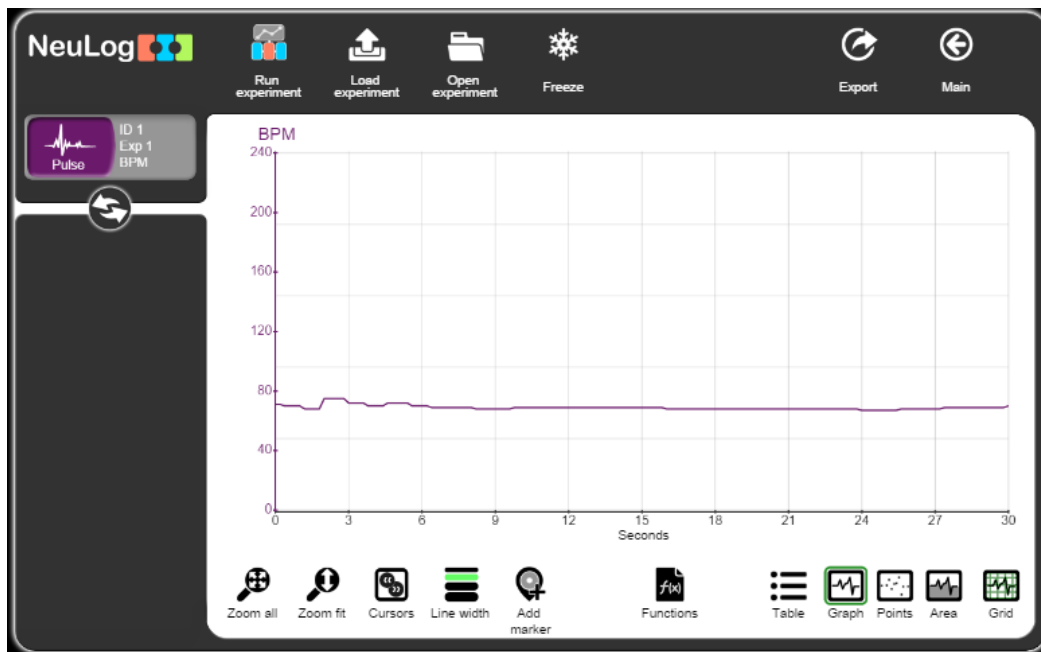 NeuLog
Run
experiment
Load
experiment
Open
experiment
Freeze
Export
Main
Pulse
ID 1
Exp 1
BPM
BPM
240
200
160
120
80
40
0
0 3 6 9 12 15 18 21 24 27 30
Seconds
Zoom all
Zoom fit
Cursors
Line width
Add
marker
f(x)
Functions
Table
Graph
Points
Area
Grid